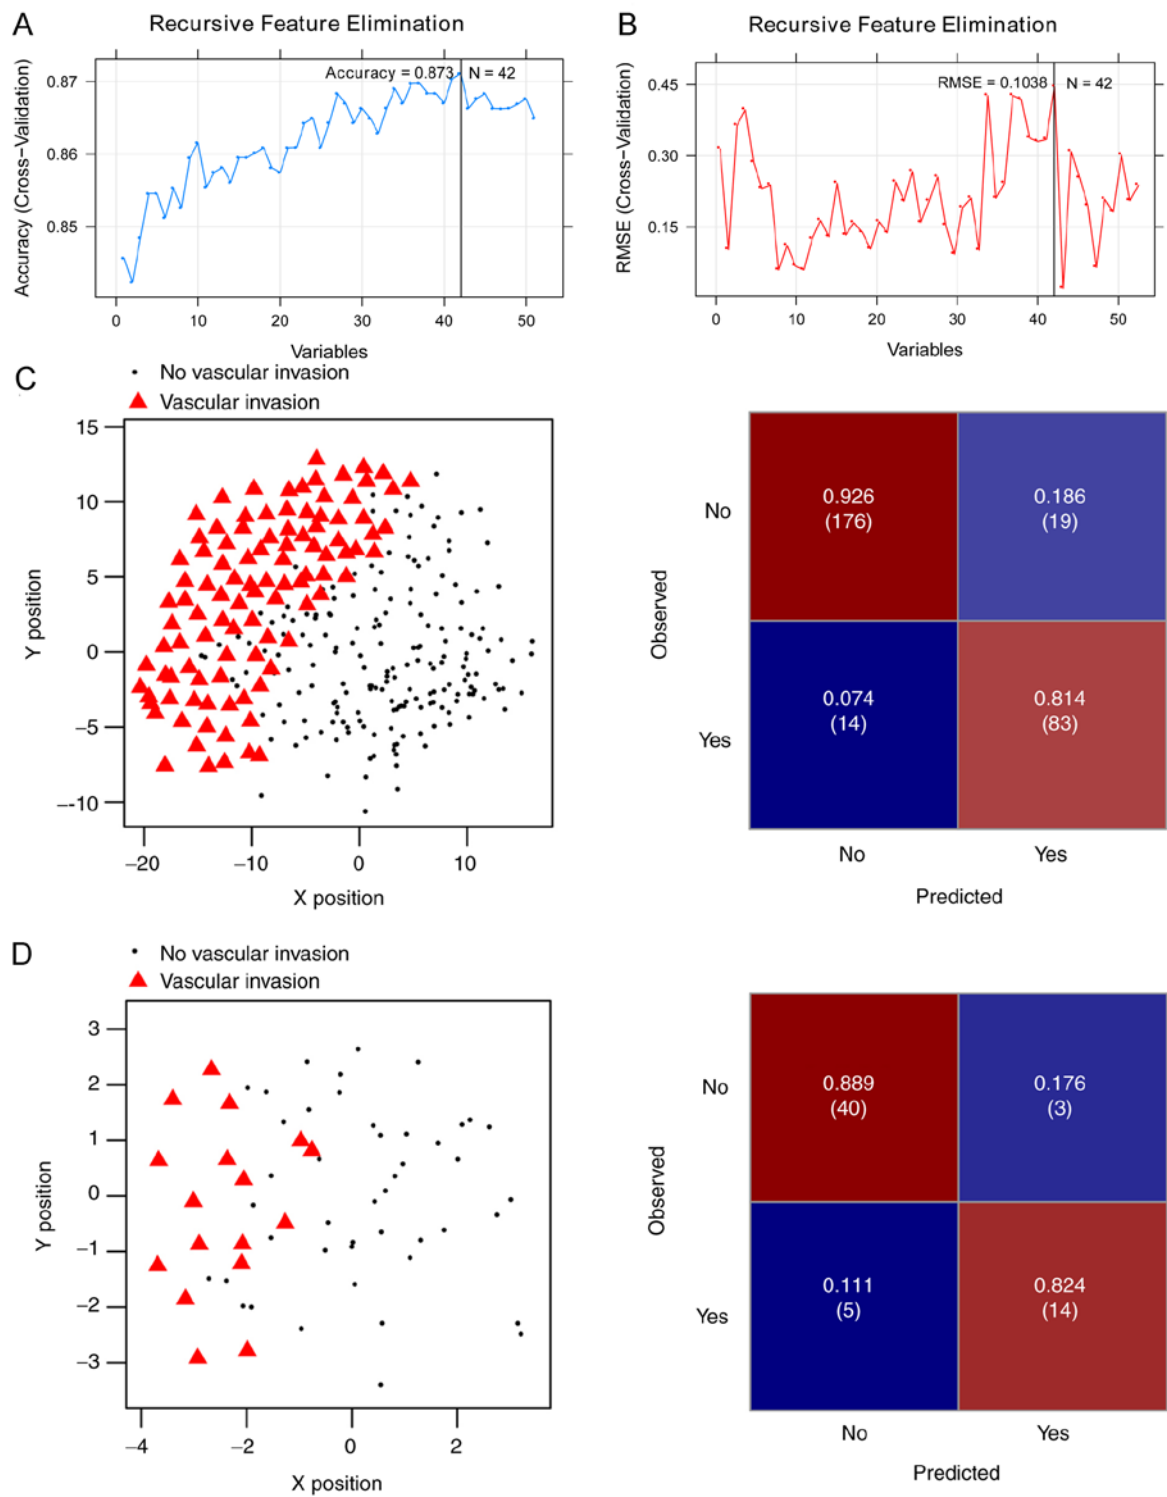 A
Recursive Feature Elimination
Accuracy = 0.873
N = 42
0.87
0.86
0.85
Accuracy (Cross−Validation)
0 10 20 30 40 50
Variables
B
Recursive Feature Elimination
RMSE = 0.1038
N = 42
0.45
0.30
0.15
RMSE (Cross−Validation)
0 10 20 30 40 50
Variables
C
No vascular invasion
Vascular invasion
15
10
5
0
−5
−-10
Y position
−20 −10 0 10
X position
Observed
No
0.926 0.186
(176) (19)
Yes
0.074 0.814
(14) (83)
No Yes
Predicted
D
No vascular invasion
Vascular invasion
3
2
1
0
−1
−2
−3
Y position
−4 −2 0 2
X position
Observed
No
0.889 0.176
(40) (3)
Yes
0.111 0.824
(5) (14)
No Yes
Predicted